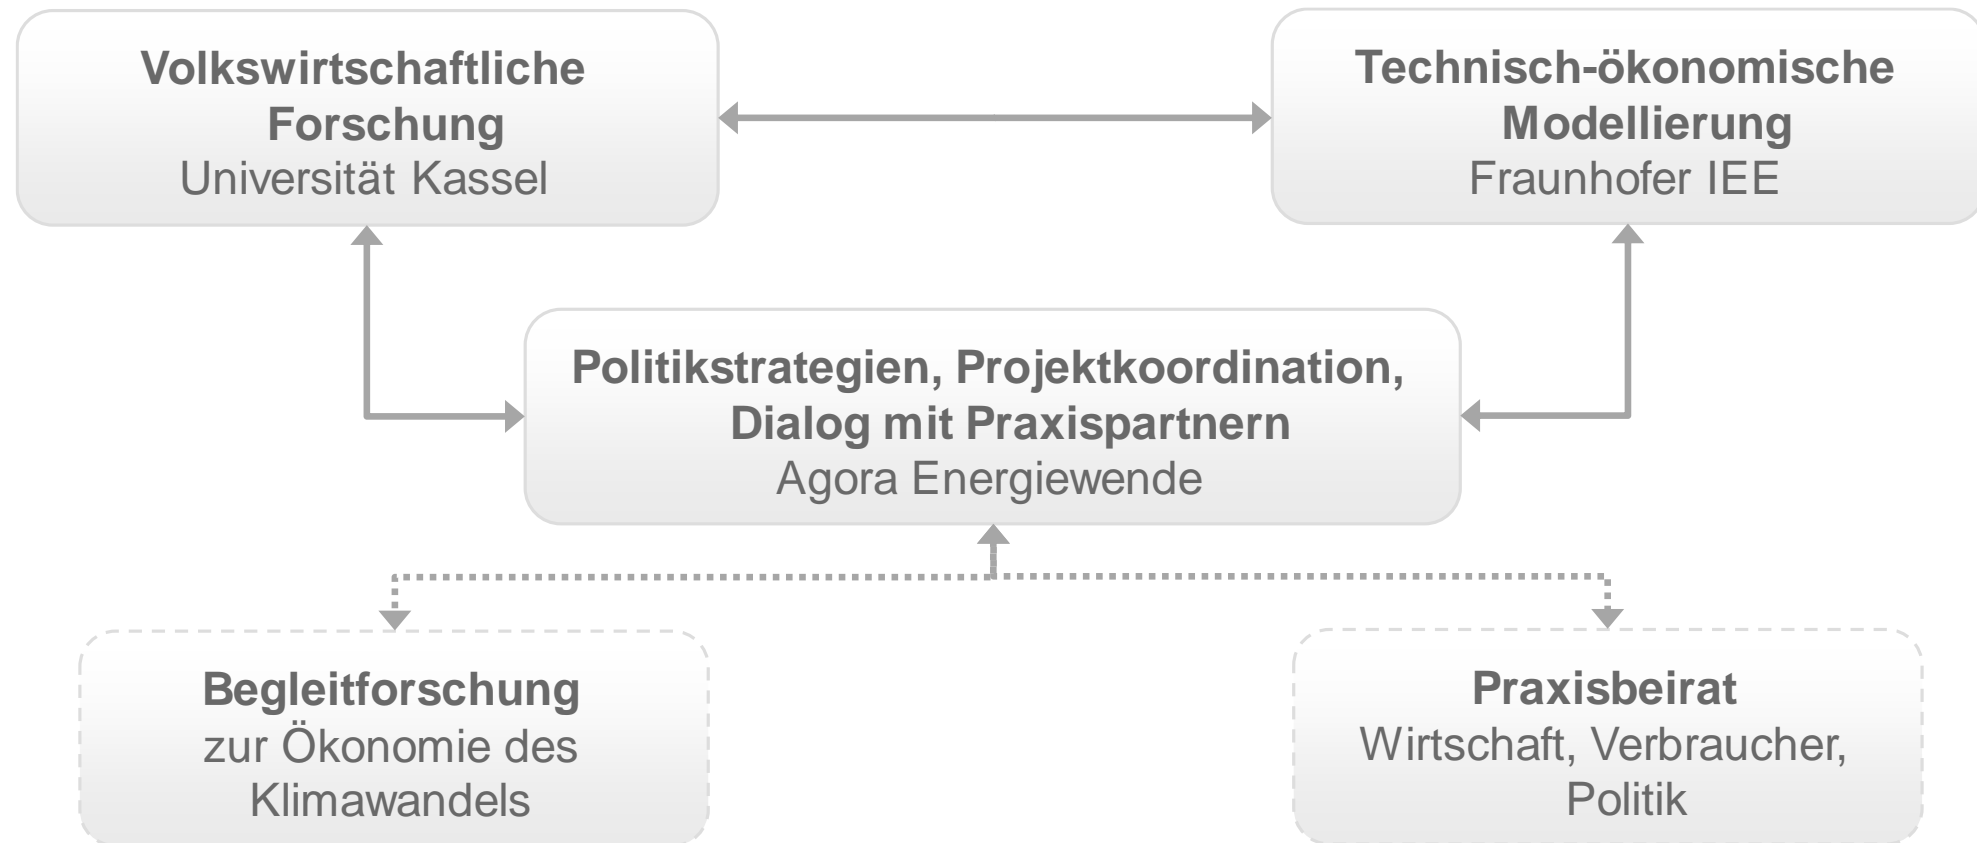 Volkswirtschaftliche
Forschung
Universität Kassel
Technisch-ökonomische
Modellierung
Fraunhofer IEE
Politikstrategien, Projektkoordination,
Dialog mit Praxispartnern
Agora Energiewende
Begleitforschung
zur Ökonomie des
Klimawandels
Praxisbeirat
Wirtschaft, Verbraucher,
Politik